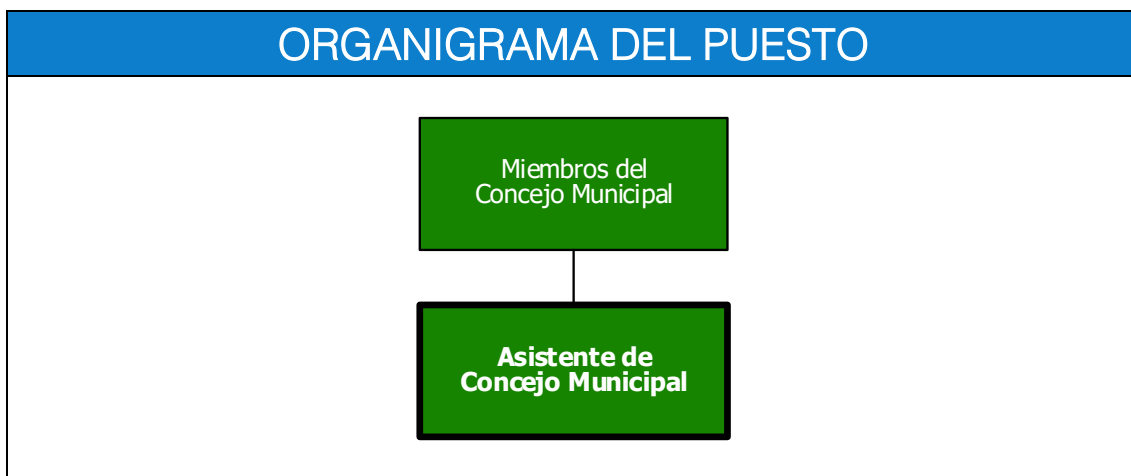 ORGANIGRAMA DEL PUESTO
Miembros del
Concejo Municipal
Asistente de
Concejo Municipal